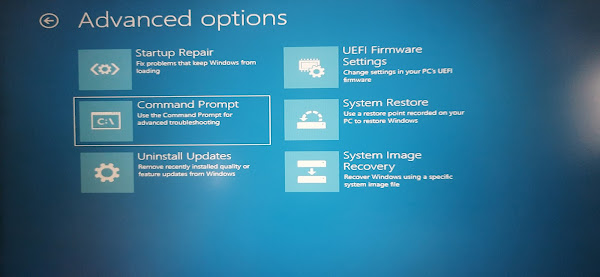 Advanced options
Startup Repair
Fix problems that keep Windows from
loading
Command Prompt
Use the Command Prompt for
advanced troubleshooting
Uninstall Updates
Remove recently installed quality or
feature updates from Windows
UEFI Firmware
Settings
Change settings in your PC's UEFI
firmware
System Restore
Use a restore point recorded on your
PC to restore Windows
System Image
Recovery
Recover Windows using a specific
system image file
C:\